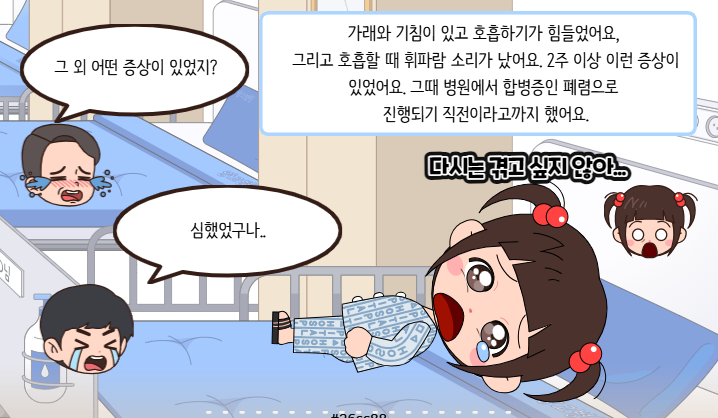 그 외 어떤 증상이 있었지?
가래와 기침이 있고 호흡하기가 힘들었어요,
그리고 호흡할 때 휘파람 소리가 났어요. 2주 이상 이런 증상이
있었어요. 그때 병원에서 합병증인 폐렴으로
진행되기 직전이라고까지 했어요.
다시는 겪고 싶지 않아...
심했었구나..